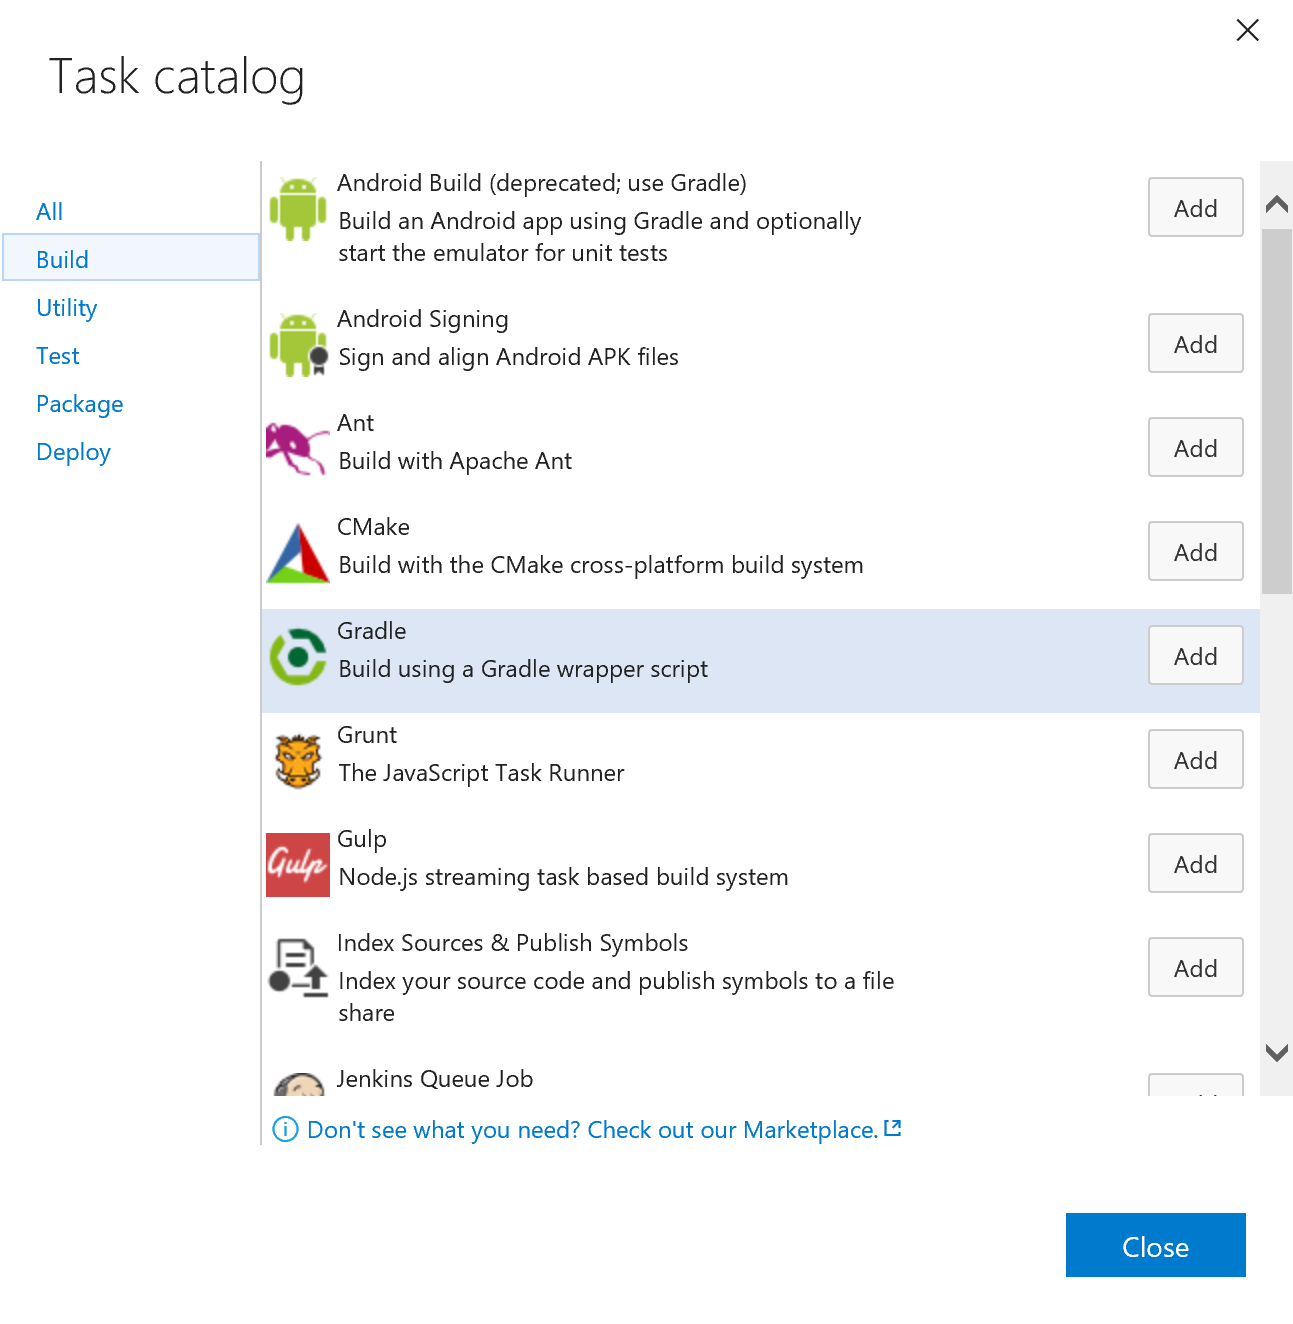 Task catalog
All
Build
Utility
Test
Package
Deploy
Android Build (deprecated; use Gradle)
Build an Android app using Gradle and optionally
start the emulator for unit tests
Add
Android Signing
Sign and align Android APK files
Add
Ant
Build with Apache Ant
Add
CMake
Build with the CMake cross-platform build system
Add
Gradle
Build using a Gradle wrapper script
Add
Grunt
The JavaScript Task Runner
Add
Gulp
Gulp
Node.js streaming task based build system
Add
Index Sources & Publish Symbols
Index your source code and publish symbols to a file
share
Add
Jenkins Queue Job
Don't see what you need? Check out our Marketplace.
Close